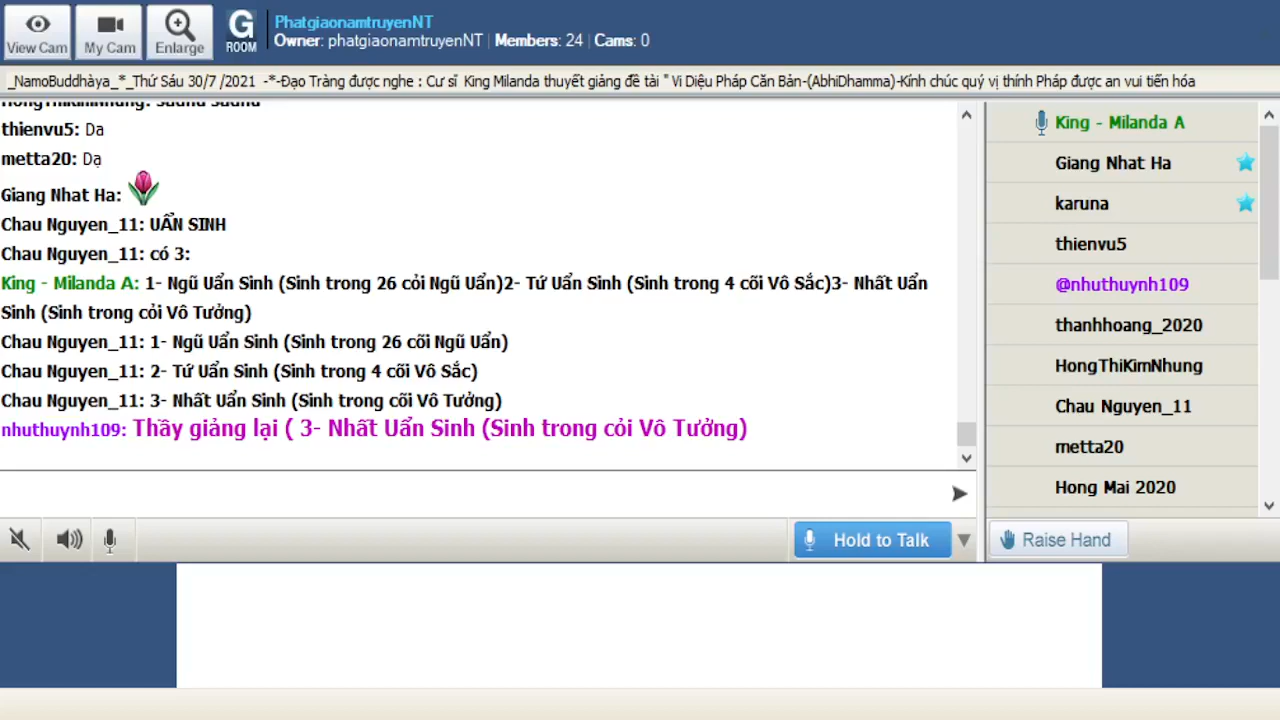 View Cam
My Cam
Enlarge
G
ROOM
PhatgiaonamtruyenNT
Owner: phatgiaonamtruyenNT | Members: 24 | Cams: 0
_NamoBuddhàya_*_Thứ Sáu 30/7 /2021 -*-Đạo Tràng được nghe : Cư sĩ King Milanda thuyết giảng đề tài " Vi Diệu Pháp Căn Bản-(AbhiDhamma)-Kính chúc quý vị thính Pháp được an vui tiến hóa
HongThiKimNhung: sadhu sadhu
thienvu5: Da
metta20: Dạ
Giang Nhat Ha:
Chau Nguyen_11: UẨN SINH
Chau Nguyen_11: có 3:
King - Milanda A: 1- Ngũ Uẩn Sinh (Sinh trong 26 cỏi Ngũ Uẩn)2- Tứ Uẩn Sinh (Sinh trong 4 cõi Vô Sắc)3- Nhất Uẩn
Sinh (Sinh trong cỏi Vô Tưởng)
Chau Nguyen_11: 1- Ngũ Uẩn Sinh (Sinh trong 26 cõi Ngũ Uẩn)
Chau Nguyen_11: 2- Tứ Uẩn Sinh (Sinh trong 4 cõi Vô Sắc)
Chau Nguyen_11: 3- Nhất Uẩn Sinh (Sinh trong cõi Vô Tưởng)
nhuthuynh109: Thầy giảng lại ( 3- Nhất Uẩn Sinh (Sinh trong cỏi Vô Tưởng)
Hold to Talk
King - Milanda A
Giang Nhat Ha
karuna
thienvu5
@nhuthuynh109
thanhhoang_2020
HongThiKimNhung
Chau Nguyen_11
metta20
Hong Mai 2020
Raise Hand